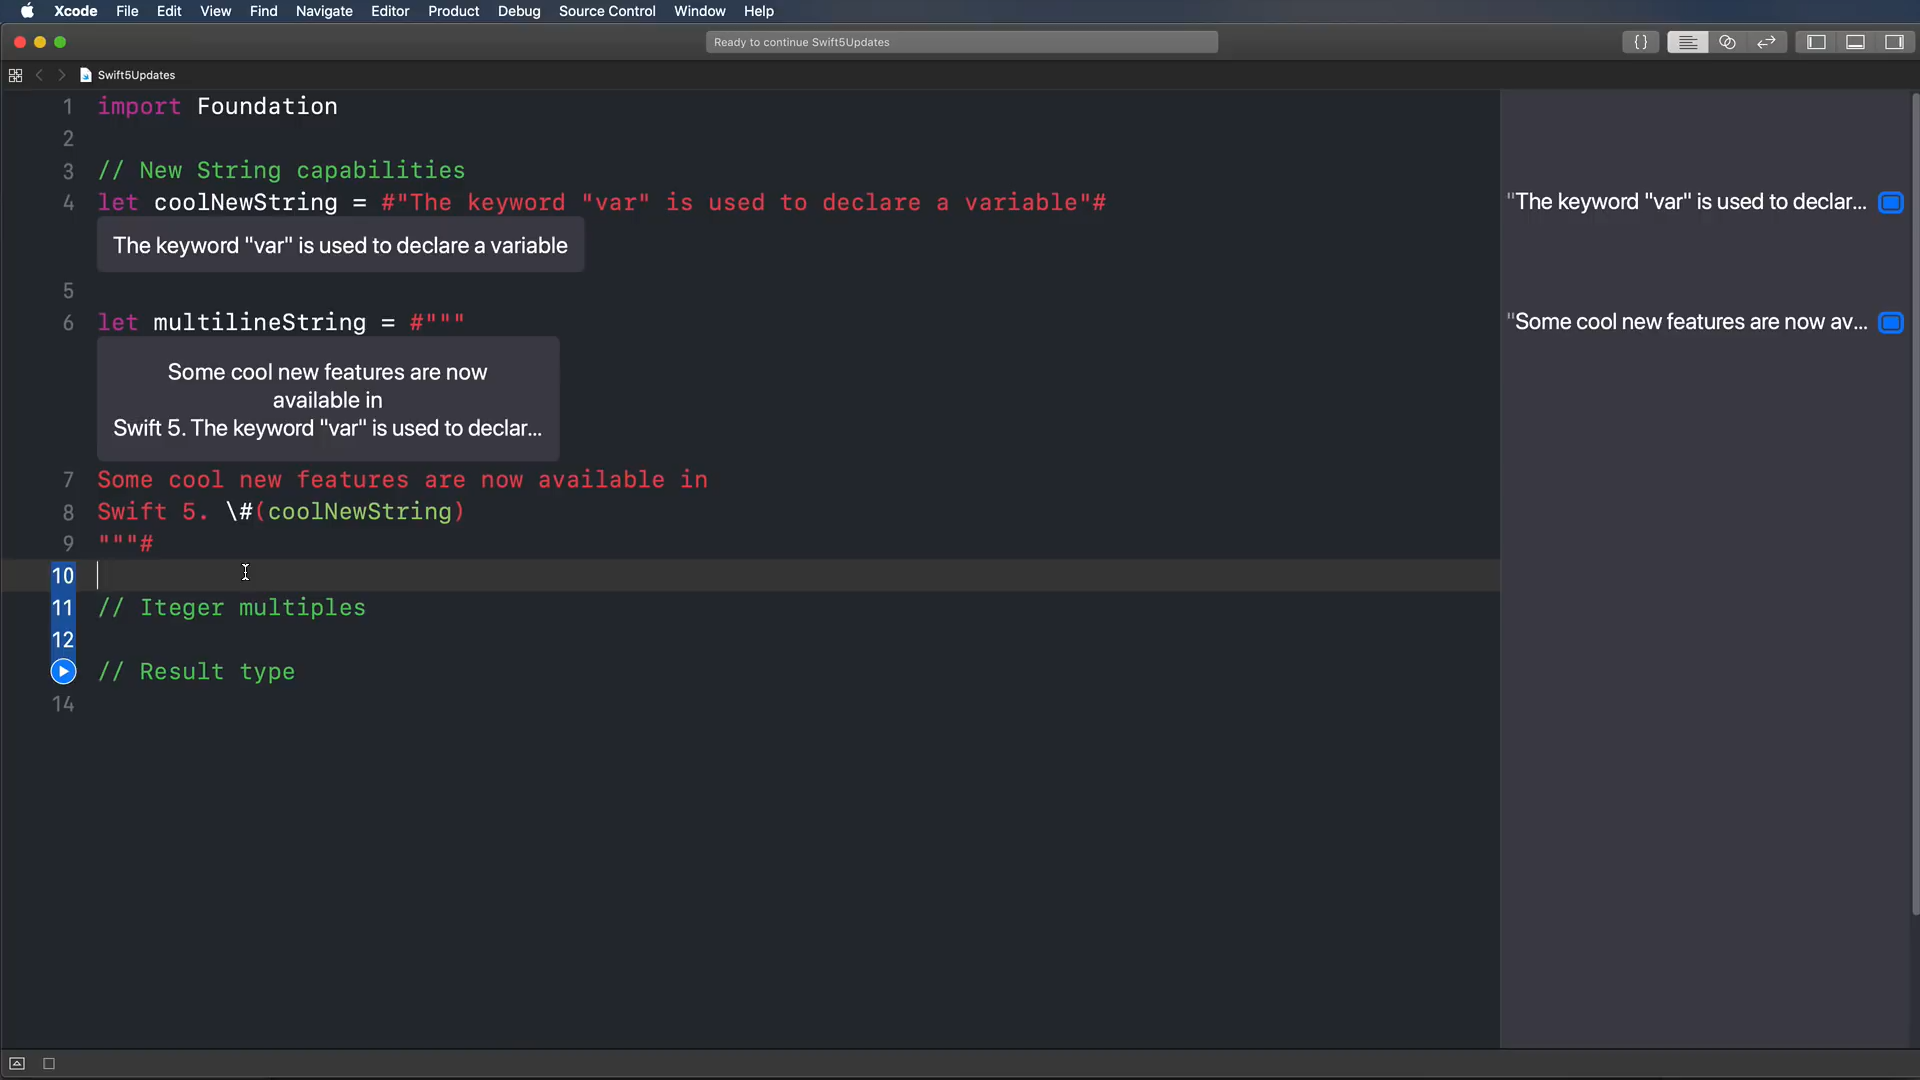 Xcode File Edit View Find Navigate Editor Product Debug Source Control Window Help
Ready to continue Swift5Updates
{}
Swift5Updates
1 import Foundation
2
3 // New String capabilities
4 let coolNewString = #"The keyword "var" is used to declare a variable"#
"The keyword "var" is used to declar...
The keyword "var" is used to declare a variable
5
6 let multilineString = #"""
"Some cool new features are now av...
Some cool new features are now
available in
Swift 5. The keyword "var" is used to declar...
7 Some cool new features are now available in
8 Swift 5. \#(coolNewString)
9 """#
10
11 // Iteger multiples
12
// Result type
14